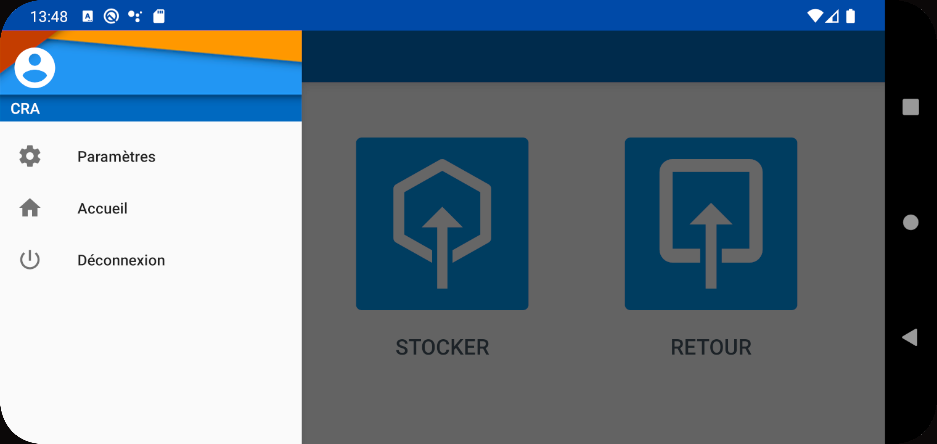 13:48
CRA
Paramètres
Accueil
Déconnexion
STOCKER
RETOUR